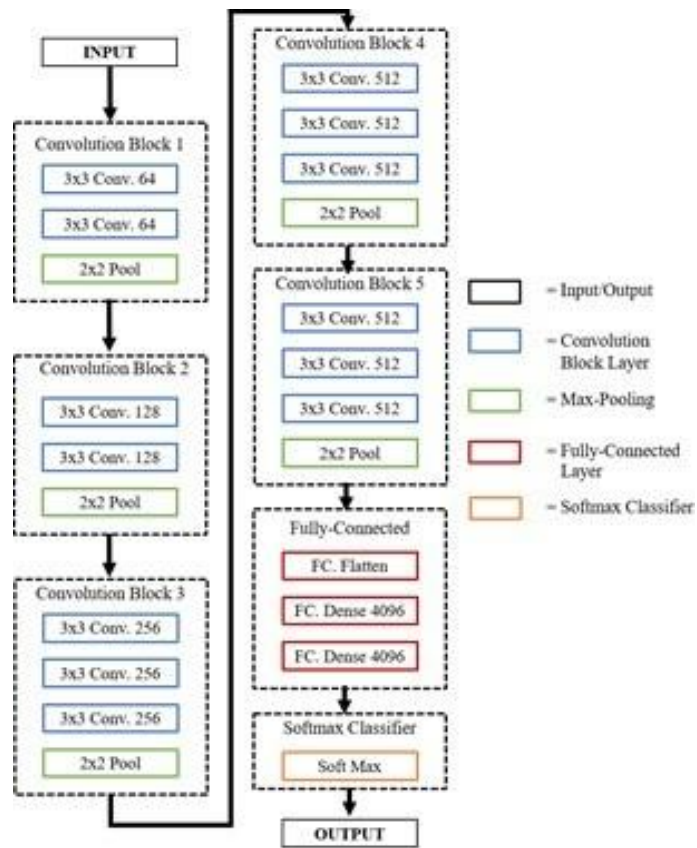 INPUT
Convolution Block 1
3x3 Conv. 64
3x3 Conv. 64
2x2 Pool
Convolution Block 2
3x3 Conv. 128
3x3 Conv. 128
2x2 Pool
Convolution Block 3
3x3 Conv. 256
3x3 Conv. 256
3x3 Conv. 256
2x2 Pool
Convolution Block 4
3x3 Conv. 512
3x3 Conv. 512
3x3 Conv. 512
2x2 Pool
Convolution Block 5
3x3 Conv. 512
3x3 Conv. 512
3x3 Conv. 512
2x2 Pool
Fully-Connected
FC. Flatten
FC. Dense 4096
FC. Dense 4096
Softmax Classifier
Soft Max
OUTPUT
= Input/Output
= Convolution
Block Layer
= Max-Pooling
= Fully-Connected
Layer
= Softmax Classifier